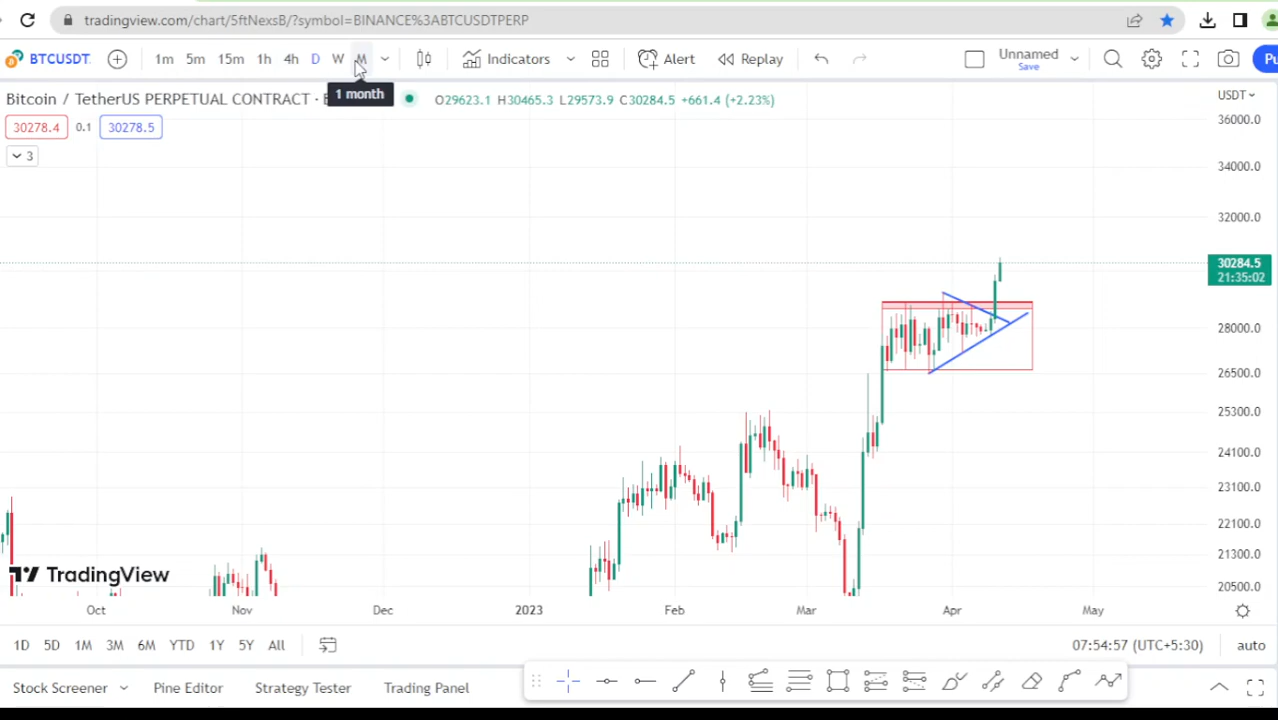 tradingview.com/chart/5ftNexsB/?symbol=BINANCE%3ABTCUSDTPERP
BTCUSDT 1m 5m 15m 1h 4h D W M Indicators Alert Replay Unnamed
Save
1 month
Bitcoin / TetherUS PERPETUAL CONTRACT · O29623.1 H30465.3 L29573.9 C30284.5 +661.4 (+2.23%) USDT
30278.4 0.1 30278.5
3
36000.0
34000.0
32000.0
30284.5
21:35:02
28000.0
26500.0
25300.0
24100.0
23100.0
22100.0
21300.0
20500.0
TradingView
Oct Nov Dec 2023 Feb Mar Apr May
1D 5D 1M 3M 6M YTD 1Y 5Y All 07:54:57 (UTC+5:30) auto
Stock Screener Pine Editor Strategy Tester Trading Panel